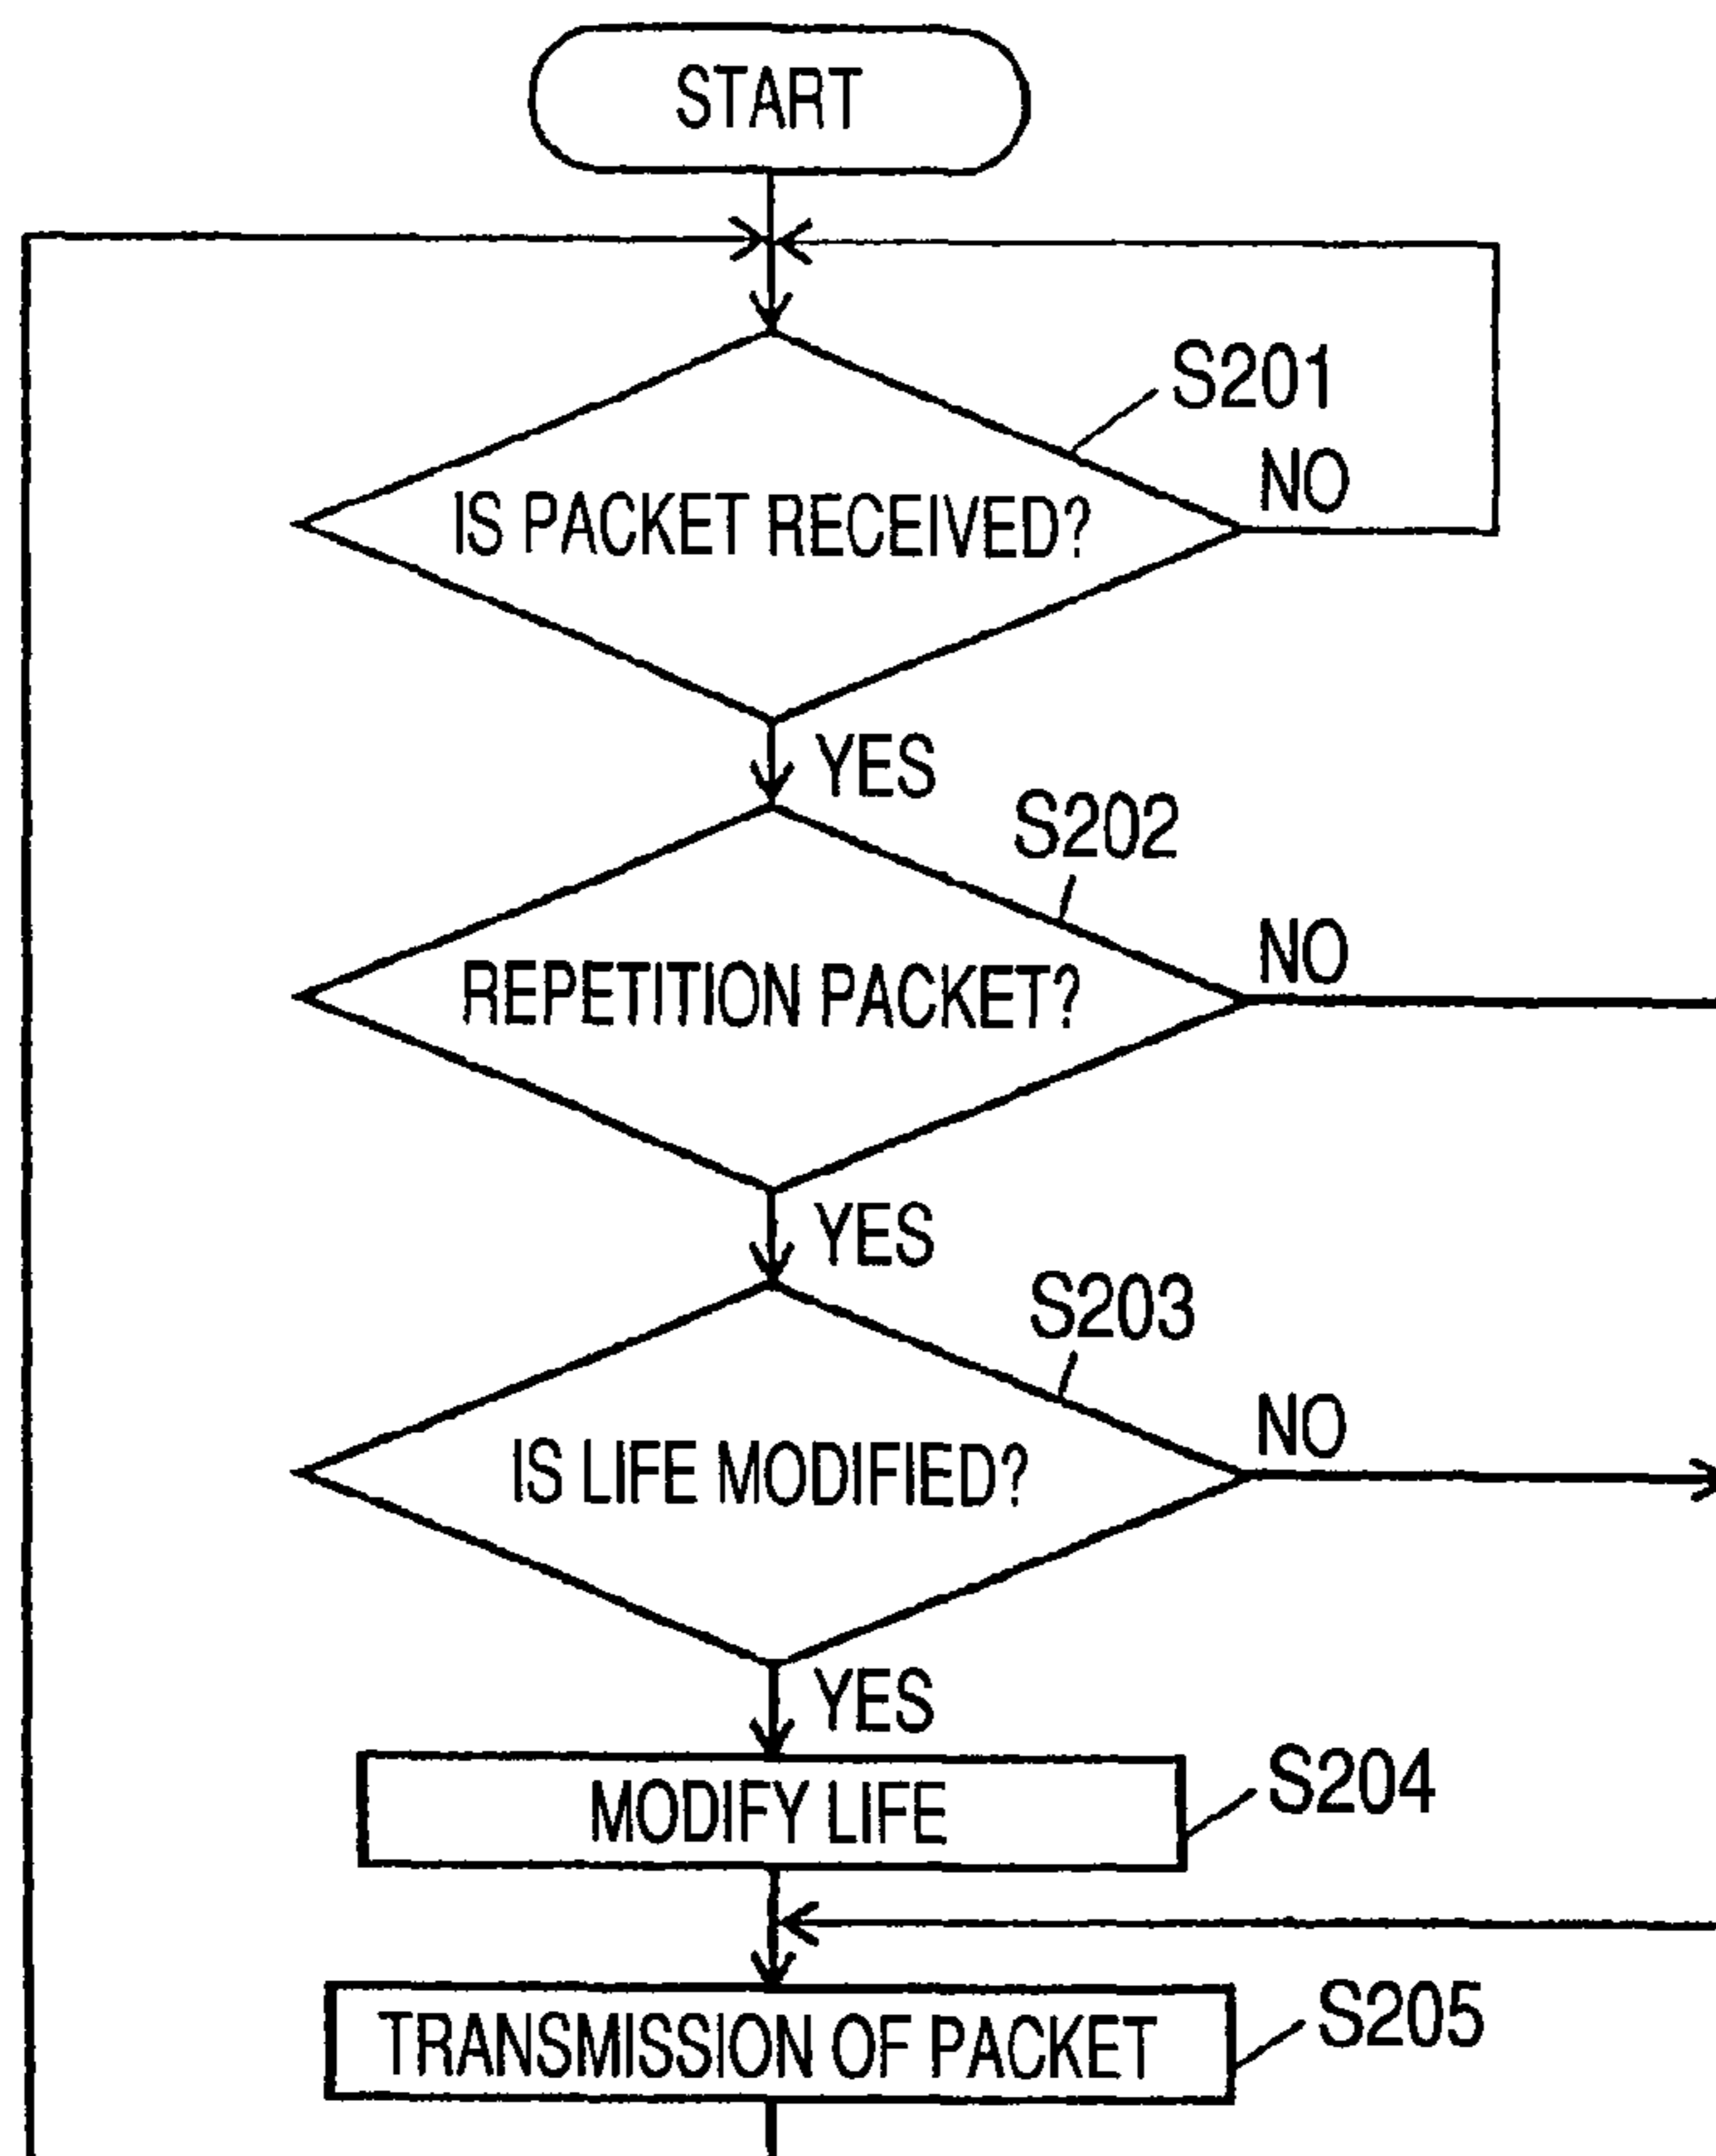 START
S201
NO
IS PACKET RECEIVED?
YES
S202
NO
REPETITION PACKET?
YES
S203
NO
IS LIFE MODIFIED?
YES
MODIFY LIFE
S204
TRANSMISSION OF PACKET
S205